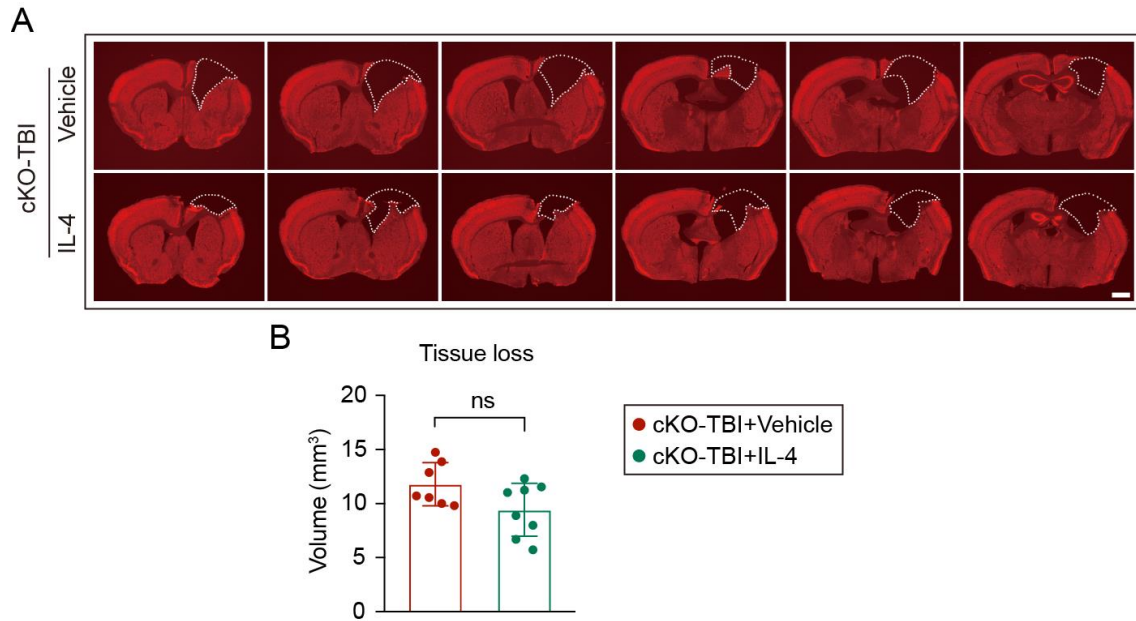 A
cKO-TBI
Vehicle
IL-4
B
Tissue loss
ns
Volume (mm³)
20
15
10
5
0
cKO-TBI+Vehicle
cKO-TBI+IL-4